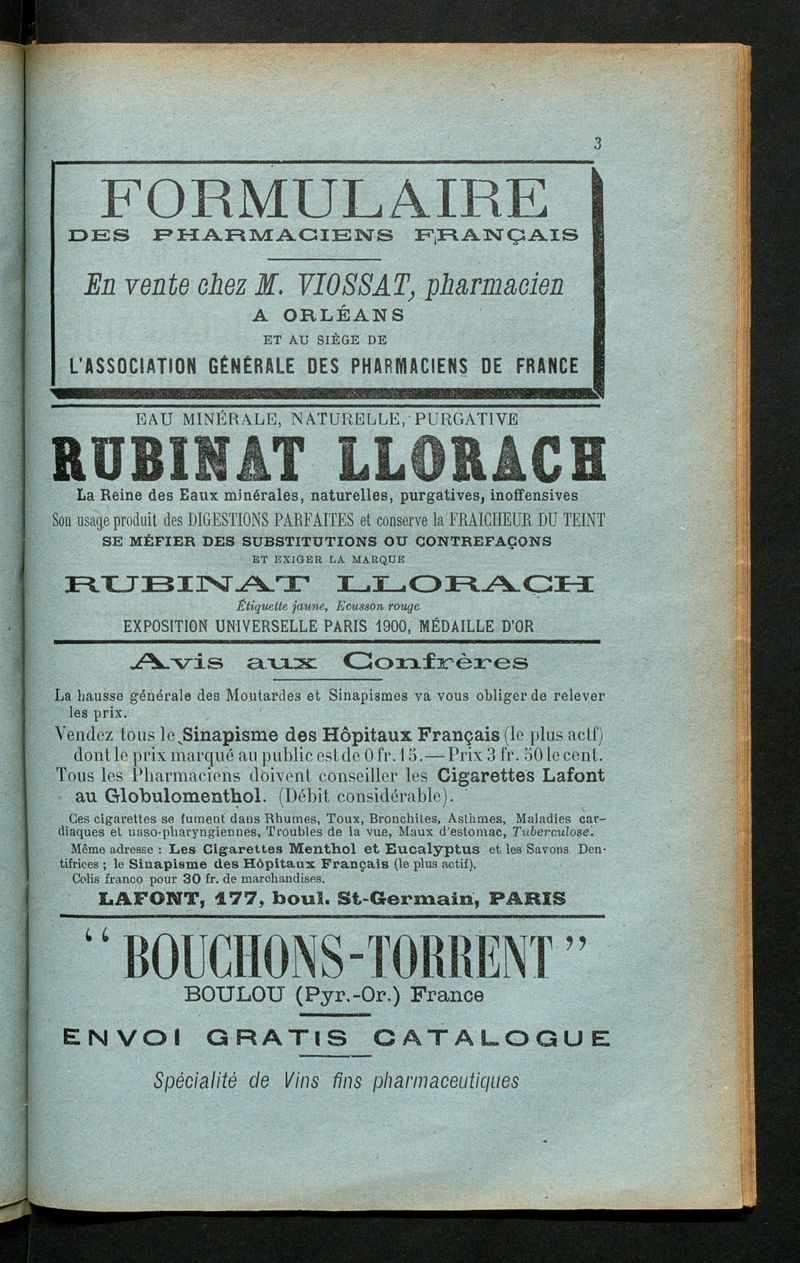 3
FORMULAIRE
DES PHARMACIENS FRANÇAIS
En vente chez M. VIOSSAT, pharmacien
A ORLÉANS
ET AU SIÈGE DE
L'ASSOCIATION GÉNÉRALE DES PHARMACIENS DE FRANCE
EAU MINÉRALE, NATURELLE, PURGATIVE
RUBINAT LLORACH
La Reine des Eaux minérales, naturelles, purgatives, inoffensives
Son usage produit des DIGESTIONS PARFAITES et conserve la FRAICHEUR DU TEINT
SE MÉFIER DES SUBSTITUTIONS OU CONTREFAÇONS
ET EXIGER LA MARQUE
RUBINAT LLORACH
Étiquette jaune, Ecusson rouge
EXPOSITION UNIVERSELLE PARIS 1900, MÉDAILLE D'OR
Avis aux Confrères
La hausse générale des Moutardes et Sinapismes va vous obliger de relever
les prix.
Vendez tous le Sinapisme des Hôpitaux Français (le plus actif)
dont le prix marqué au public est de 0 fr. 15. — Prix 3 fr. 50 le cent.
Tous les Pharmaciens doivent conseiller les Cigarettes Lafont
au Globulomenthol. (Débit considérable).
Ces cigarettes se fument dans Rhumes, Toux, Bronchites, Asthmes, Maladies car-
diaques et naso-pharyngiennes, Troubles de la vue, Maux d'estomac, Tuberculose.
Même adresse : Les Cigarettes Menthol et Eucalyptus et les Savons Den-
tifrices ; le Sinapisme des Hôpitaux Français (le plus actif).
Colis franco pour 30 fr. de marchandises.
LAFONT, 177, boul. St-Germain, PARIS
“ BOUCHONS-TORRENT ”
BOULOU (Pyr.-Or.) France
ENVOI GRATIS CATALOGUE
Spécialité de Vins fins pharmaceutiques